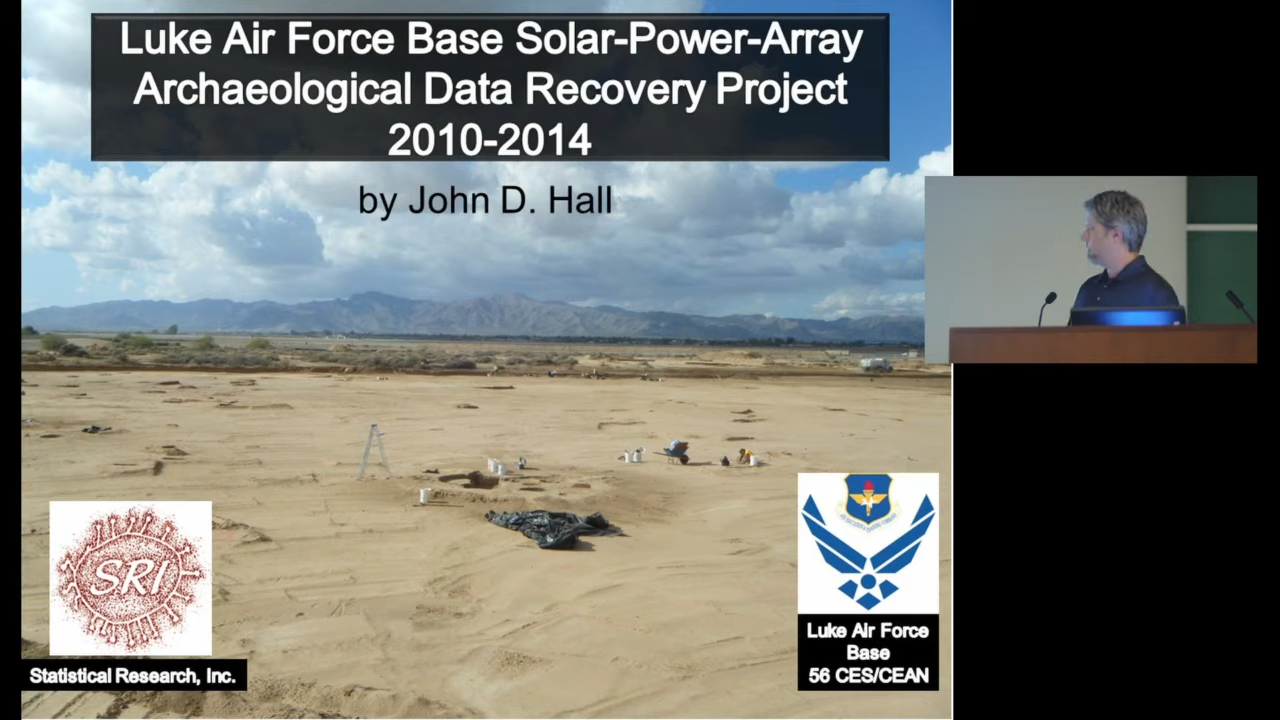 Luke Air Force Base Solar-Power-Array
Archaeological Data Recovery Project
2010-2014
by John D. Hall
SRI
Statistical Research, Inc.
Luke Air Force
Base
56 CES/CEAN